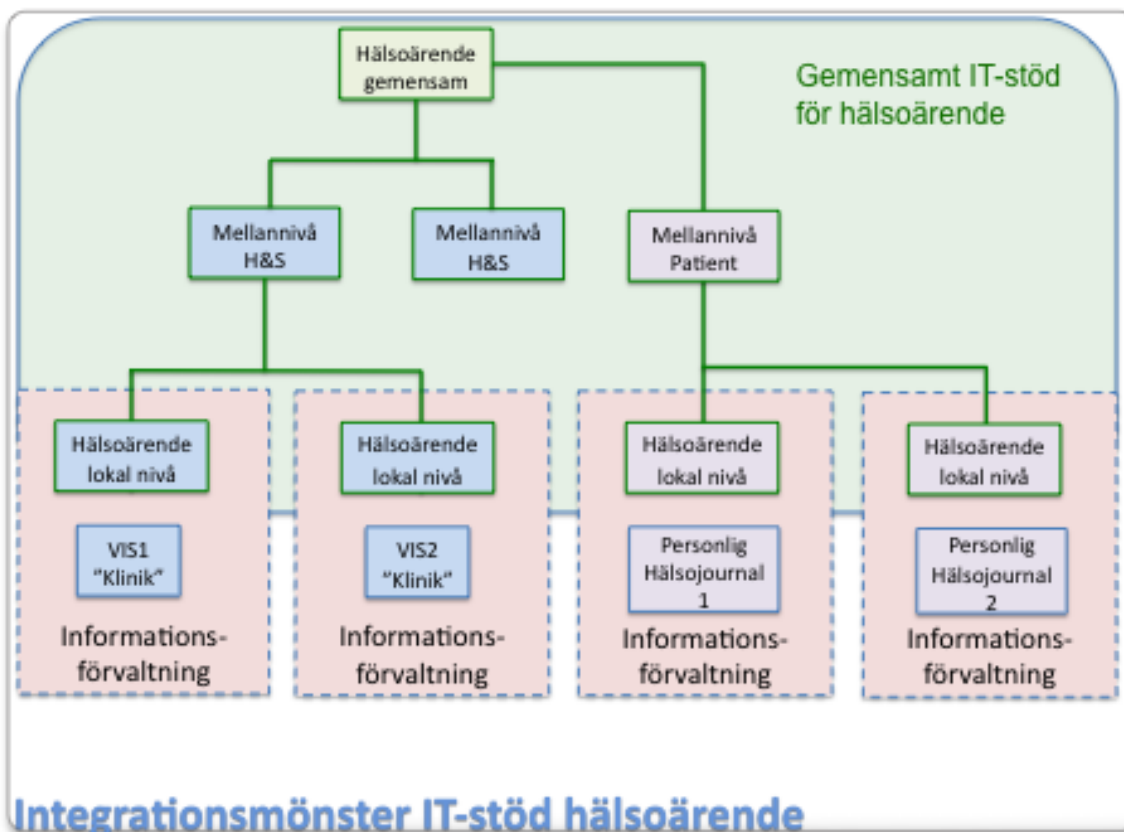 Hälsoärende
gemensam
Gemensamt IT-stöd
för hälsoärende
Mellannivå
H&S
Mellannivå
H&S
Mellannivå
Patient
Hälsoärende
lokal nivå
Hälsoärende
lokal nivå
Hälsoärende
lokal nivå
Hälsoärende
lokal nivå
VIS1
”Klinik”
VIS2
”Klinik”
Personlig
Hälsojournal
1
Personlig
Hälsojournal
2
Informations-
förvaltning
Informations-
förvaltning
Informations-
förvaltning
Informations-
förvaltning
Integrationsmönster IT-stöd hälsoärende